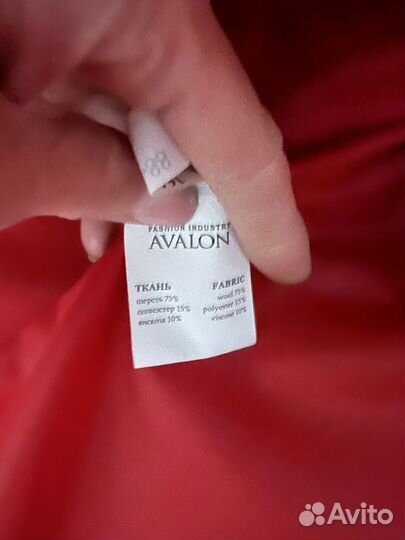 FASHION INDUSTRY
AVALON
ТКАНЬ
шерсть 75%
полиэстер 15%
вискоза 10%
FABRIC
wool 75%
polyester 15%
viscose 10%
Avito